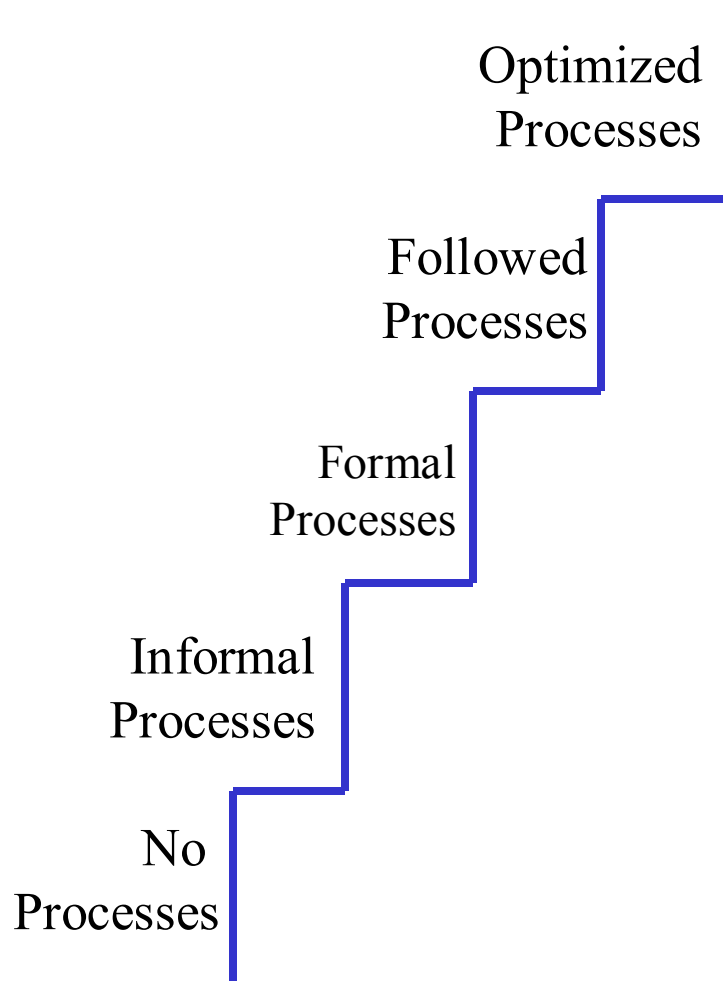 Optimized
Processes
Followed
Processes
Formal
Processes
Informal
Processes
No
Processes